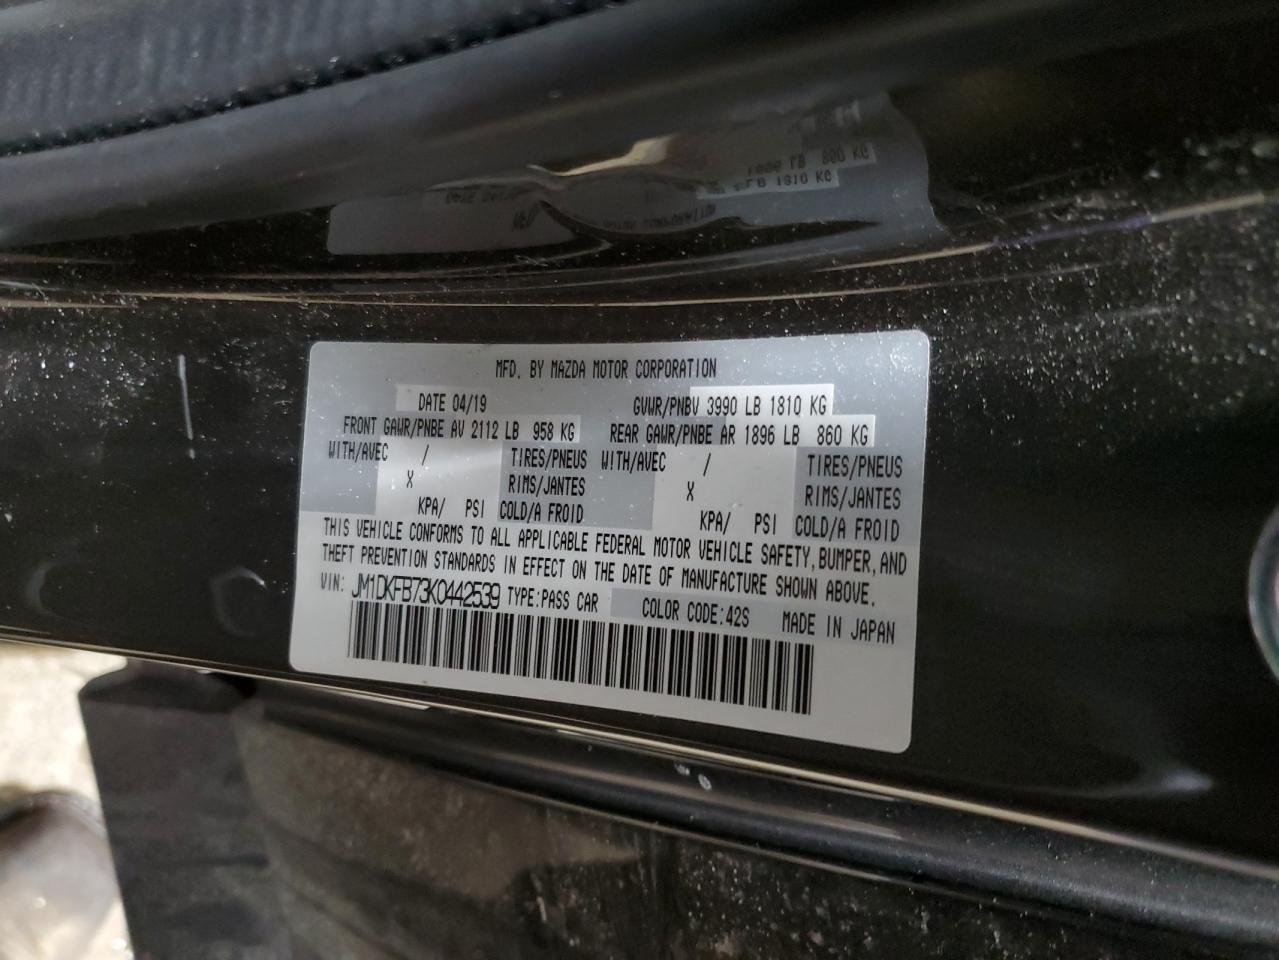 MFD. BY MAZDA MOTOR CORPORATION
DATE 04/19 GVWR/PNBV 3990 LB 1810 KG
FRONT GAWR/PNBE AV 2112 LB 958 KG REAR GAWR/PNBE AR 1896 LB 860 KG
WITH/AVEC / TIRES/PNEUS WITH/AVEC / TIRES/PNEUS
X RIMS/JANTES X RIMS/JANTES
KPA/ PSI COLD/A FROID KPA/ PSI COLD/A FROID
THIS VEHICLE CONFORMS TO ALL APPLICABLE FEDERAL MOTOR VEHICLE SAFETY, BUMPER, AND
THEFT PREVENTION STANDARDS IN EFFECT ON THE DATE OF MANUFACTURE SHOWN ABOVE.
VIN: JM1DKFB73K0442539 TYPE:PASS CAR COLOR CODE:42S MADE IN JAPAN